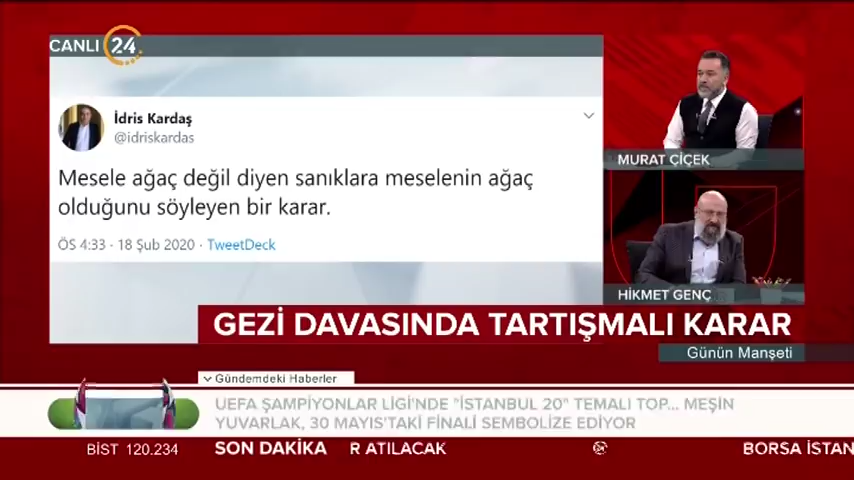 CANLI 24
İdris Kardaş
@idriskardas
Mesele ağaç değil diyen sanıklara meselenin ağaç
olduğunu söyleyen bir karar.
ÖS 4:33 · 18 Şub 2020 · TweetDeck
MURAT ÇİÇEK
HİKMET GENÇ
GEZİ DAVASINDA TARTIŞMALI KARAR
Günün Manşeti
Gündemdeki Haberler
UEFA ŞAMPİYONLAR LİGİ'NDE "İSTANBUL 20" TEMALI TOP... MEŞİN
YUVARLAK, 30 MAYIS'TAKİ FİNALİ SEMBOLİZE EDİYOR
BİST 120.234 SON DAKİKA R ATILACAK BORSA İSTAN